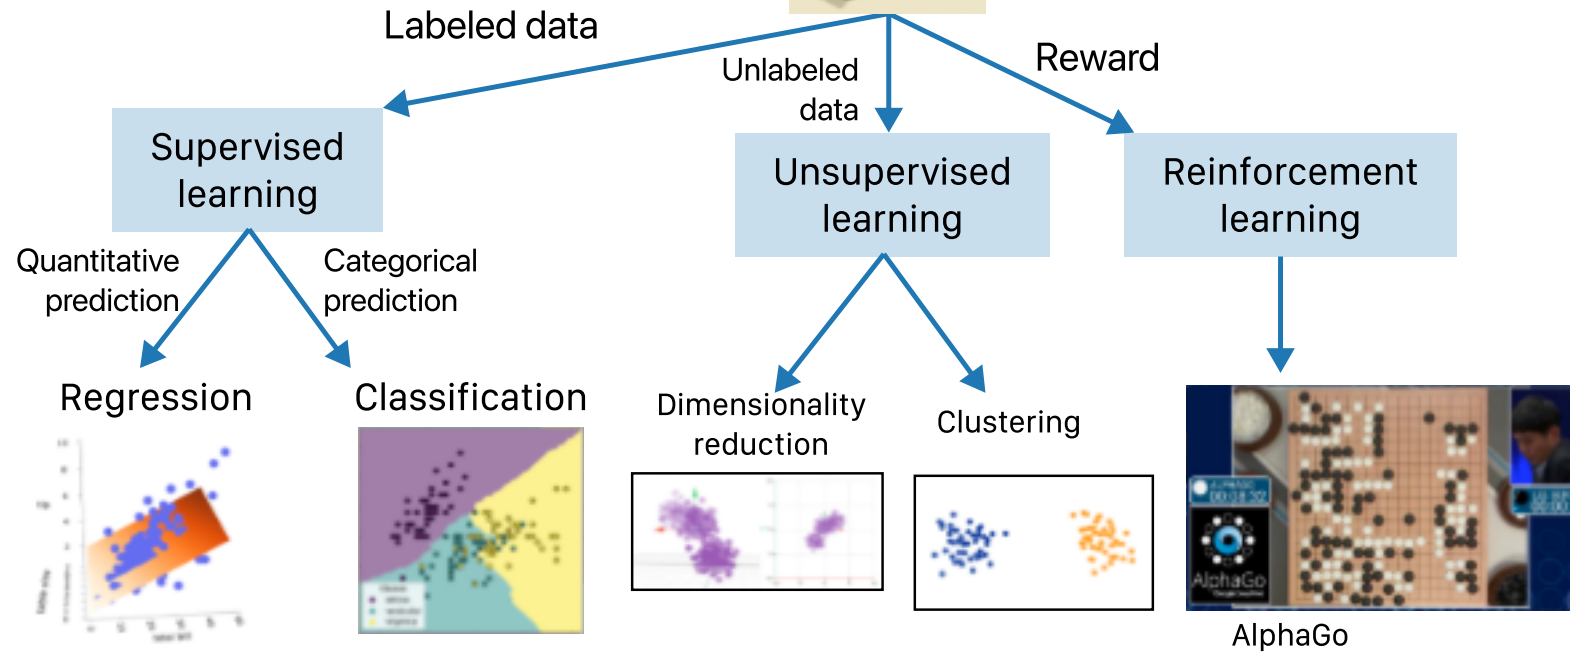 Labeled data
Unlabeled
data
Reward
Supervised
learning
Unsupervised
learning
Reinforcement
learning
Quantitative
prediction
Categorical
prediction
Regression
Classification
Dimensionality
reduction
Clustering
AlphaGo
AlphaGo